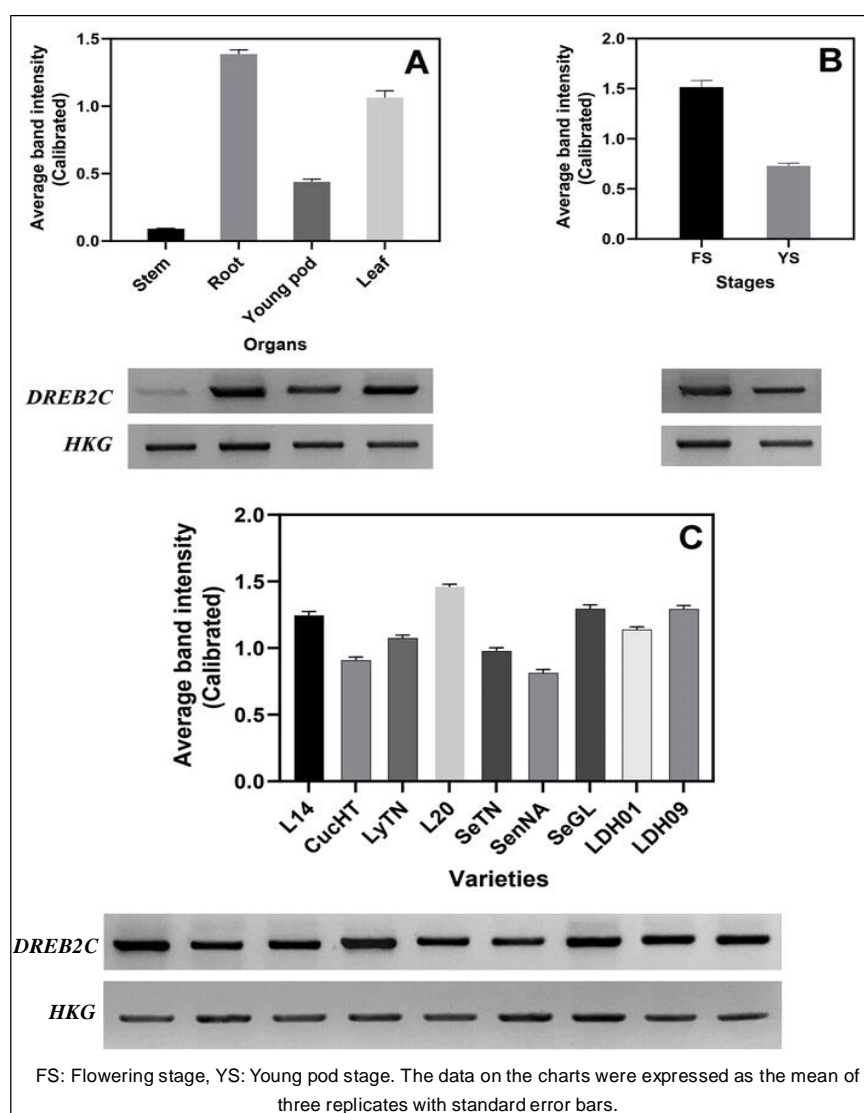 A
Average band intensity
(Calibrated)
1.5
1.0
0.5
0.0
Stem
Root
Young pod
Leaf
Organs
B
Average band intensity
(Calibrated)
2.0
1.5
1.0
0.5
0.0
FS
YS
Stages
DREB2C
HKG
C
Average band intensity
(Calibrated)
2.0
1.5
1.0
0.5
0.0
L14
CucHT
LyTN
L20
SeTN
SenNA
SeGL
LDH01
LDH09
Varieties
DREB2C
HKG
FS: Flowering stage, YS: Young pod stage. The data on the charts were expressed as the mean of
three replicates with standard error bars.